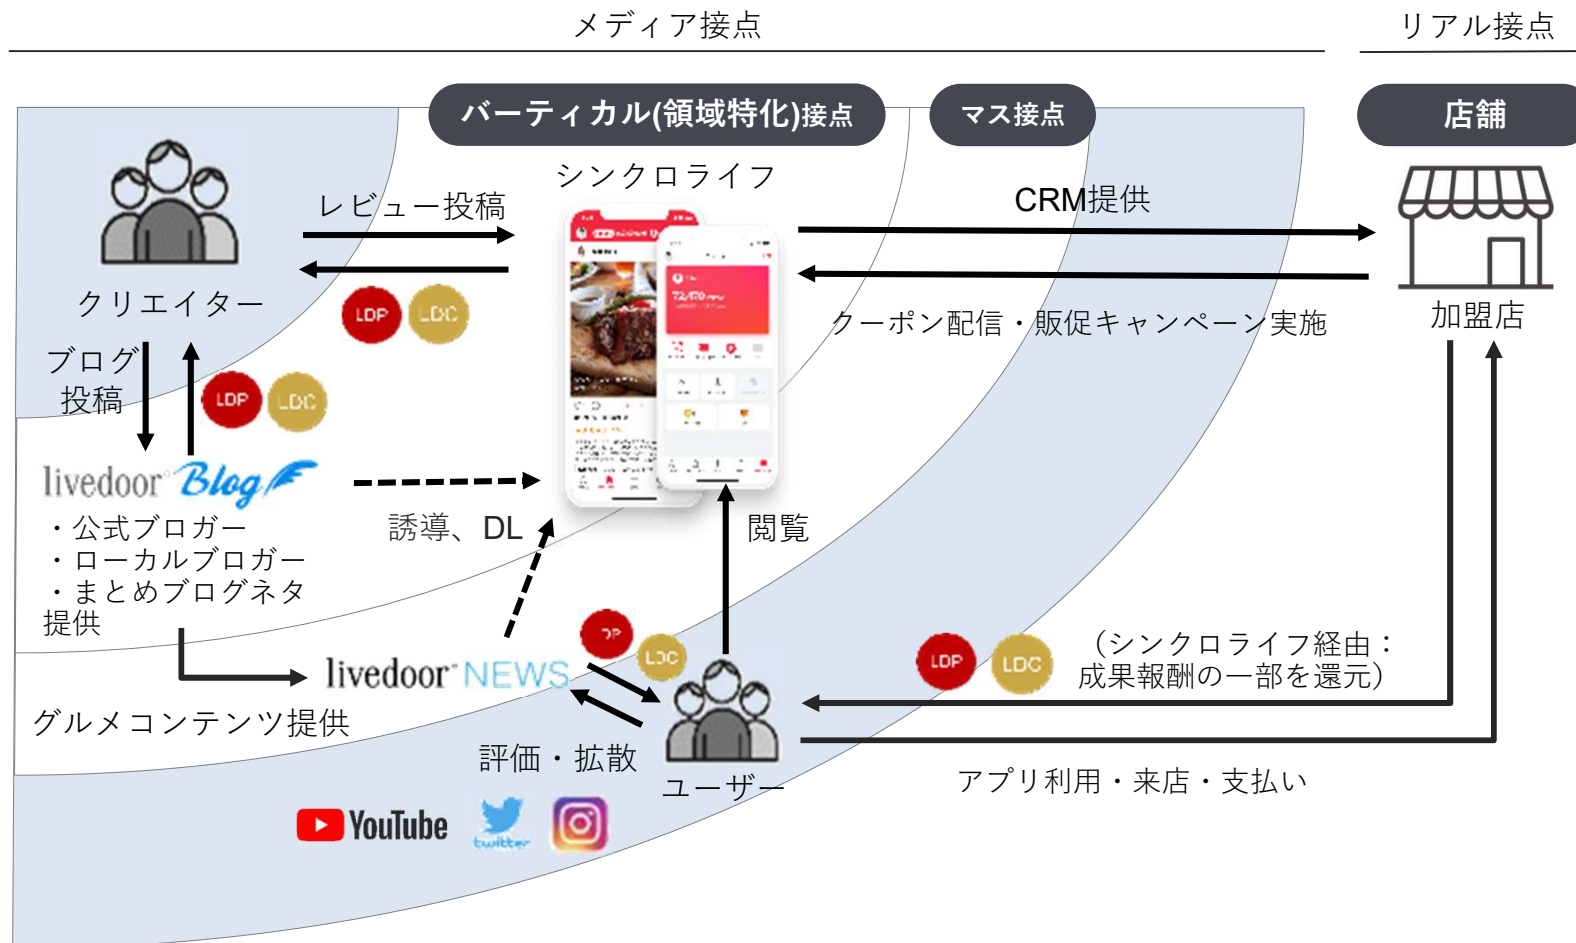 メディア接点
リアル接点
バーティカル(領域特化)接点
マス接点
店舗
シンクロライフ
レビュー投稿
CRM提供
クリエイター
LDP
LDC
クーポン配信・販促キャンペーン実施
加盟店
ブログ
投稿
LDP
LDC
livedoor Blog
・公式ブロガー
・ローカルブロガー
・まとめブログネタ
提供
誘導、DL
閲覧
72,470
LDC
livedoor NEWS
LDP
LDC
(シンクロライフ経由:
成果報酬の一部を還元)
グルメコンテンツ提供
評価・拡散
ユーザー
アプリ利用・来店・支払い
YouTube
twitter